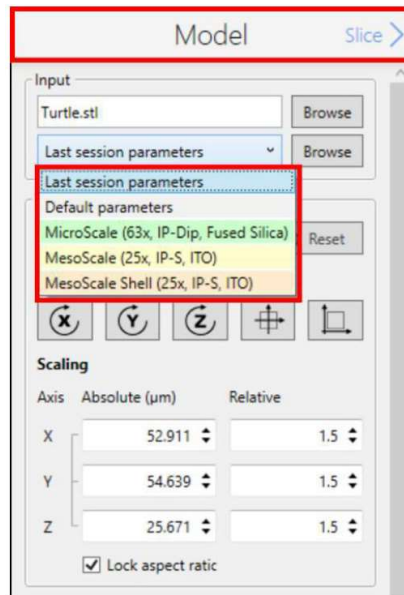 Model Slice
Input
Turtle.stl Browse
Last session parameters Browse
Last session parameters
Default parameters
MicroScale (63x, IP-Dip, Fused Silica) Reset
MesoScale (25x, IP-S, ITO)
MesoScale Shell (25x, IP-S, ITO)
X Y Z
Scaling
Axis Absolute (µm) Relative
X 52.911 1.5
Y 54.639 1.5
Z 25.671 1.5
Lock aspect ratio